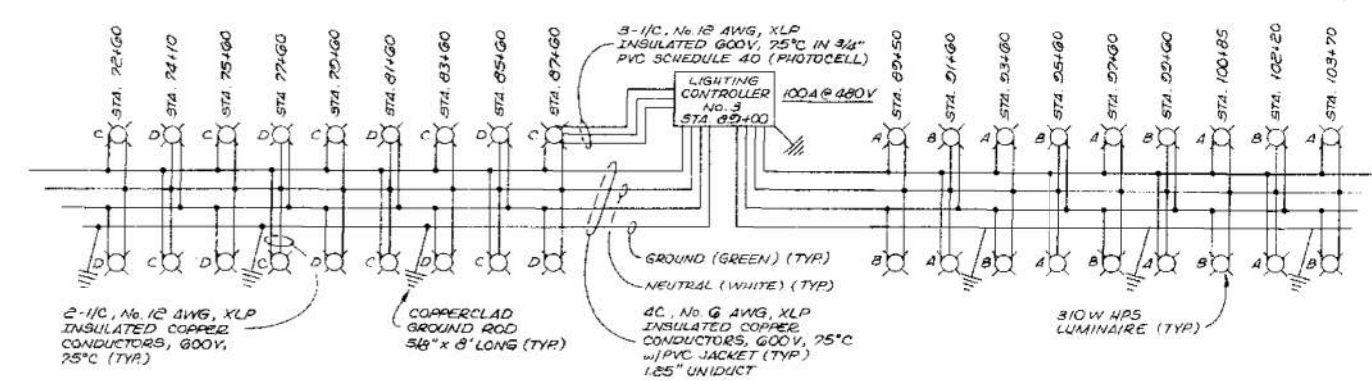 STA. 72+60
STA. 74+10
STA. 75+60
STA. 77+60
STA. 79+60
STA. 81+60
STA. 83+60
STA. 85+60
STA. 87+60
3-1/C, No. 12 AWG, XLP
INSULATED 600V, 75°C IN 3/4"
PVC SCHEDULE 40 (PHOTOCELL)
LIGHTING
CONTROLLER
No. 3
STA. 89+00
100A @ 480V
STA. 89+50
STA. 91+60
STA. 93+60
STA. 95+60
STA. 97+60
STA. 99+60
STA. 100+85
STA. 102+20
STA. 103+70
C D C D C D C D C
A B A B A B A B A
D C D C D C D C D
B A B A B A B A B
GROUND (GREEN) (TYP.)
NEUTRAL (WHITE) (TYP.)
2-1/C, No. 12 AWG, XLP
INSULATED COPPER
CONDUCTORS, 600V,
75°C (TYP.)
COPPERCLAD
GROUND ROD
5/8" x 8' LONG (TYP.)
4C, No. 6 AWG, XLP
INSULATED COPPER
CONDUCTORS, 600V, 75°C
w/PVC JACKET (TYP.)
1.25" UNIDUCT
310 W HPS
LUMINAIRE (TYP.)